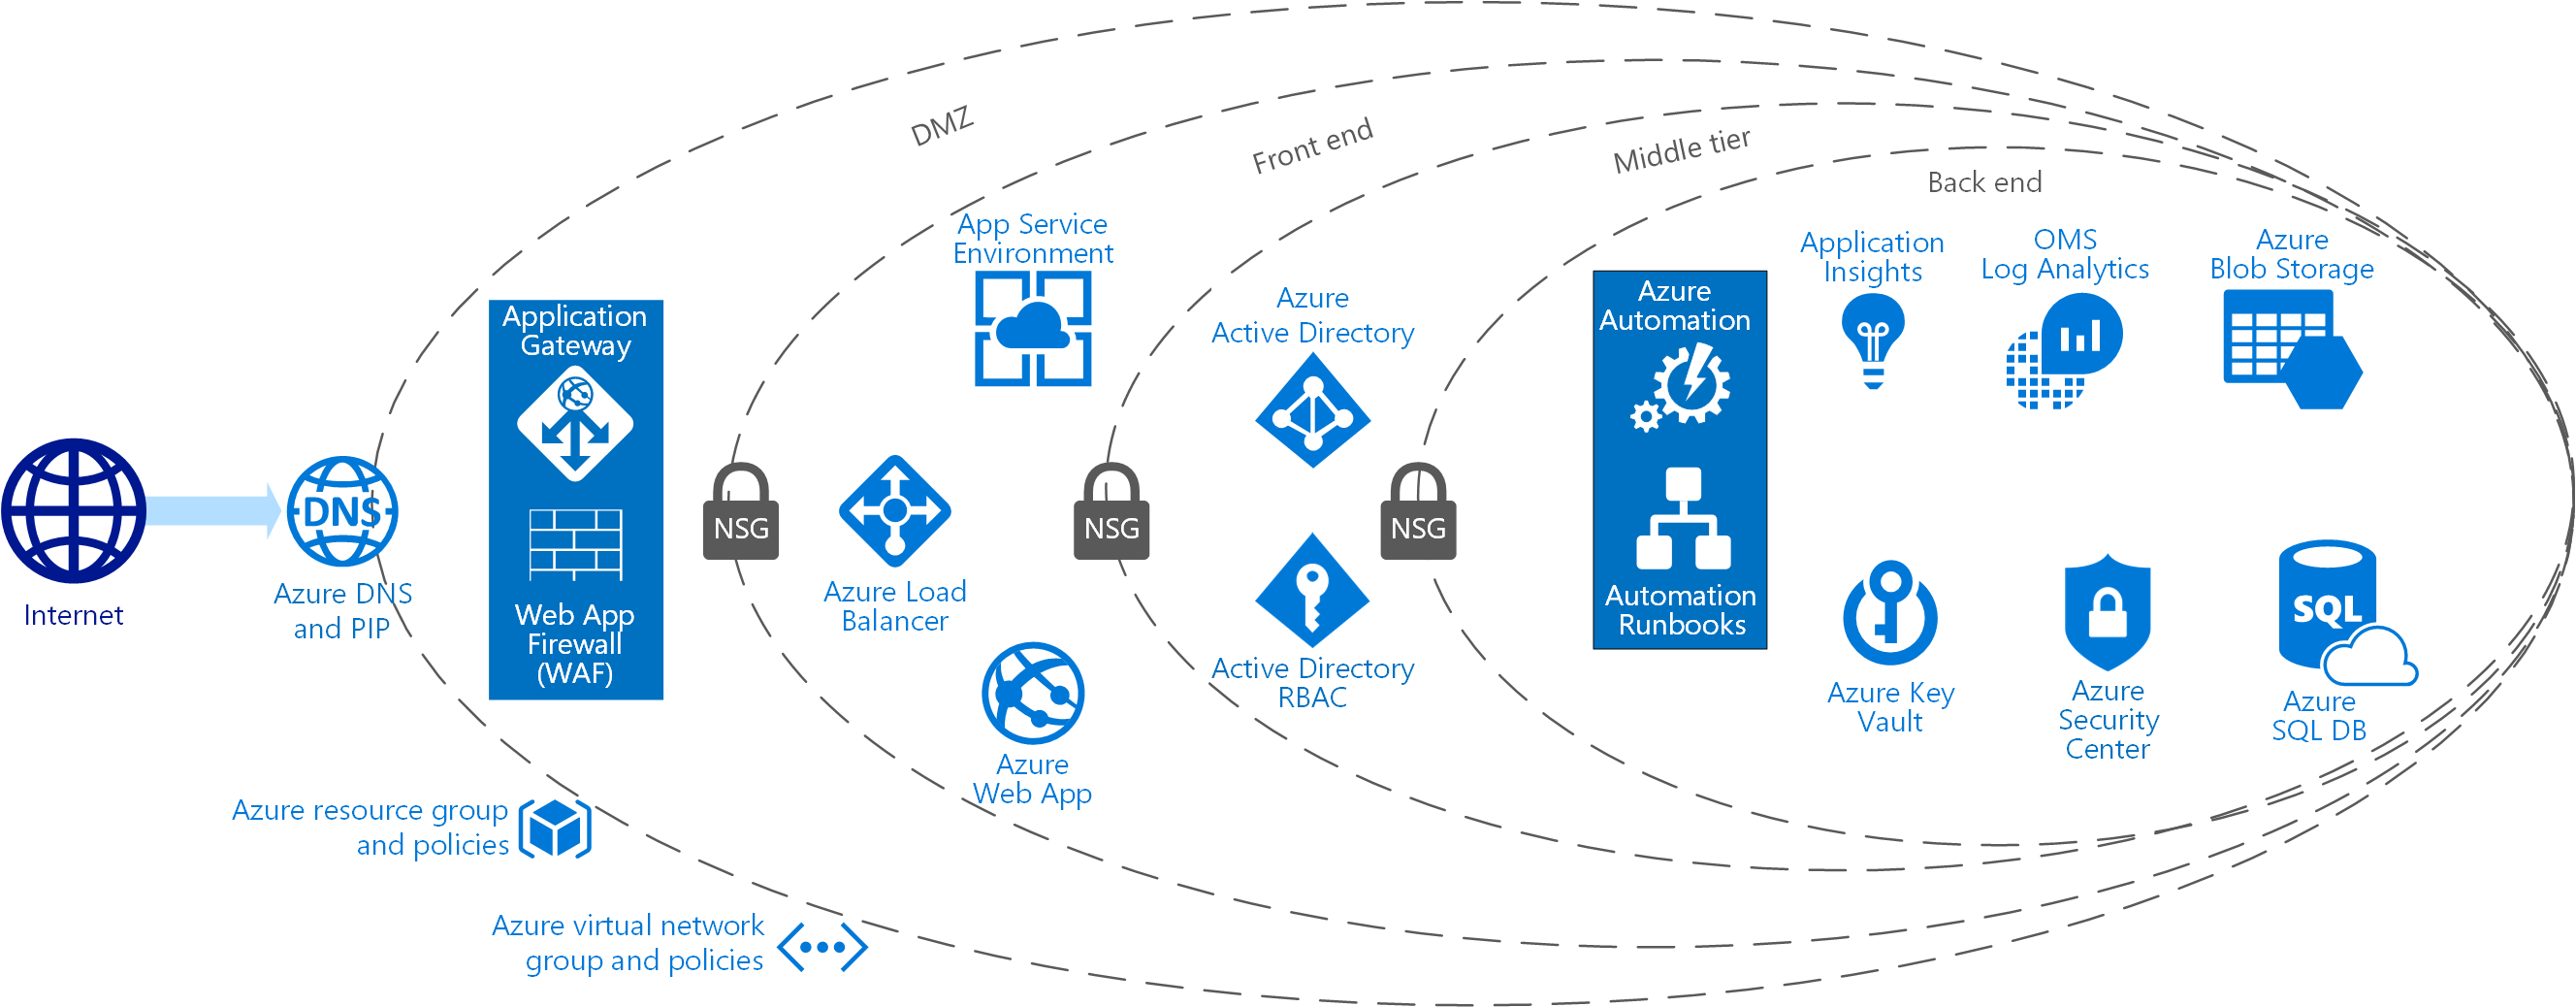 DMZ
Front end
Middle tier
Back end
Internet
DNS
Azure DNS
and PIP
Application
Gateway
Web App
Firewall
(WAF)
NSG
App Service
Environment
Azure Load
Balancer
Azure
Web App
NSG
Azure
Active Directory
Active Directory
RBAC
NSG
Azure
Automation
Automation
Runbooks
Application
Insights
OMS
Log Analytics
Azure
Blob Storage
Azure Key
Vault
Azure
Security
Center
SQL
Azure
SQL DB
Azure resource group
and policies
Azure virtual network
group and policies